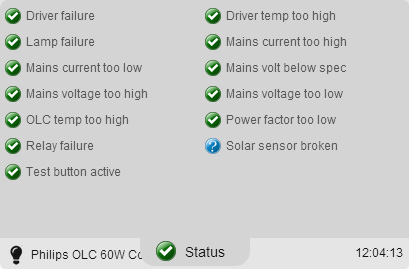 Driver failure
Driver temp too high
Lamp failure
Mains current too high
Mains current too low
Mains volt below spec
Mains voltage too high
Mains voltage too low
OLC temp too high
Power factor too low
Relay failure
Solar sensor broken
Test button active
Philips OLC 60W Co
Status
12:04:13